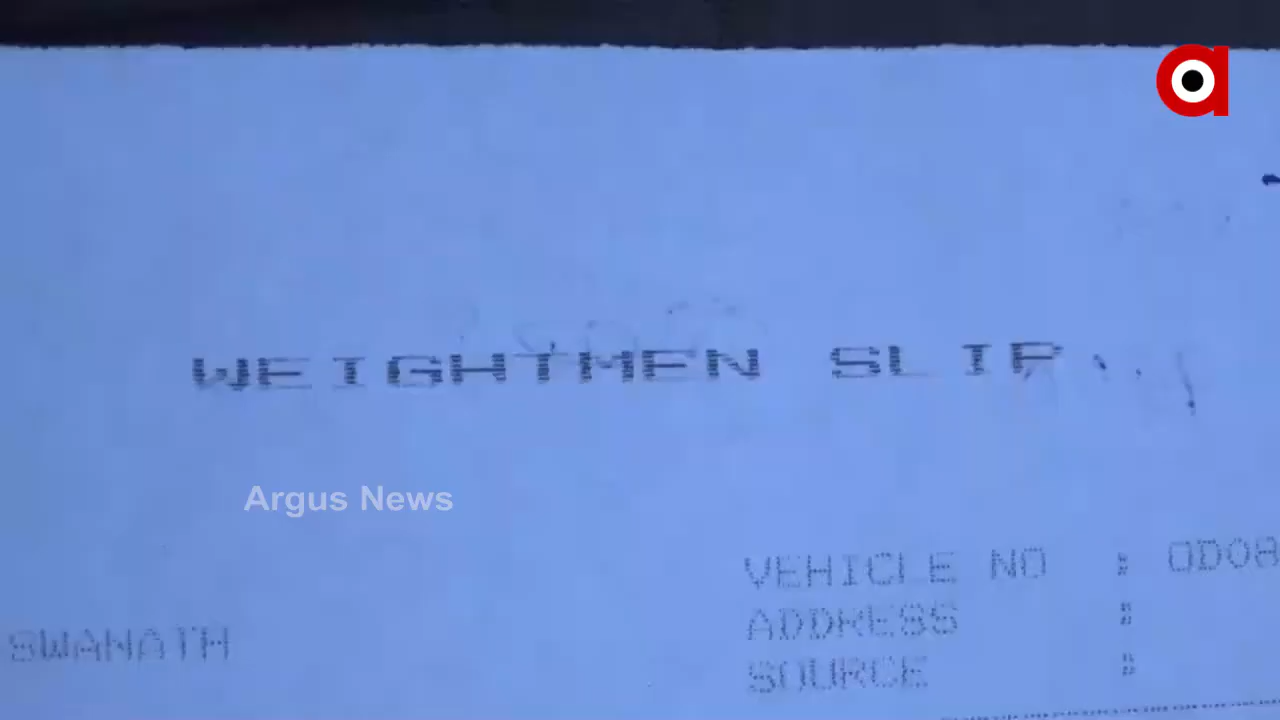 WEIGHTMEN SLIP
Argus News
VEHICLE NO : OD08
ADDRESS :
SWANATH
SOURCE :